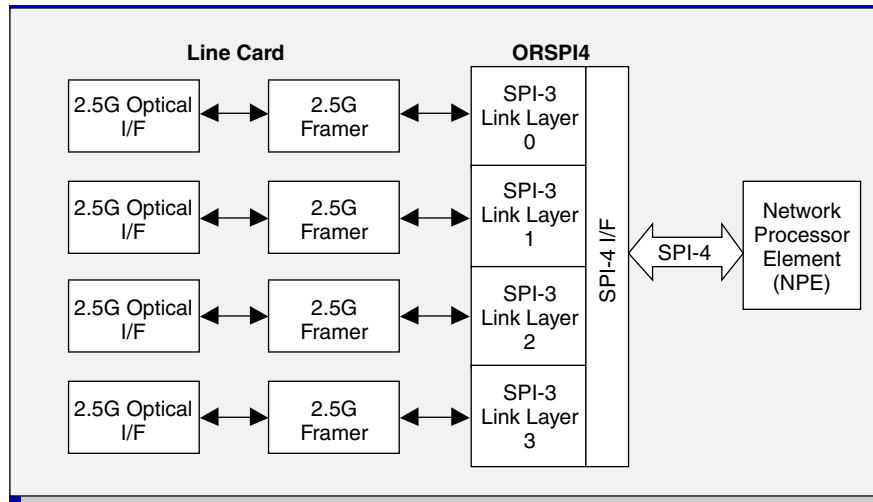 Line Card
ORSPI4
2.5G Optical
I/F
2.5G
Framer
SPI-3
Link Layer
0
2.5G Optical
I/F
2.5G
Framer
SPI-3
Link Layer
1
2.5G Optical
I/F
2.5G
Framer
SPI-3
Link Layer
2
2.5G Optical
I/F
2.5G
Framer
SPI-3
Link Layer
3
SPI-4 I/F
SPI-4
Network
Processor
Element
(NPE)